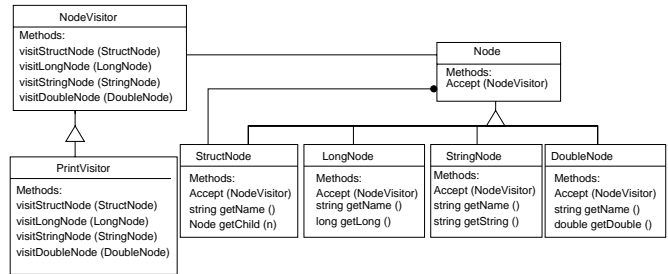 NodeVisitor
Methods:
visitStructNode (StructNode)
visitLongNode (LongNode)
visitStringNode (StringNode)
visitDoubleNode (DoubleNode)
Node
Methods:
Accept (NodeVisitor)
PrintVisitor
Methods:
visitStructNode (StructNode)
visitLongNode (LongNode)
visitStringNode (StringNode)
visitDoubleNode (DoubleNode)
StructNode
Methods:
Accept (NodeVisitor)
string getName ()
Node getChild (n)
LongNode
Methods:
Accept (NodeVisitor)
string getName ()
long getLong ()
StringNode
Methods:
Accept (NodeVisitor)
string getName ()
string getString ()
DoubleNode
Methods:
Accept (NodeVisitor)
string getName ()
double getDouble ()